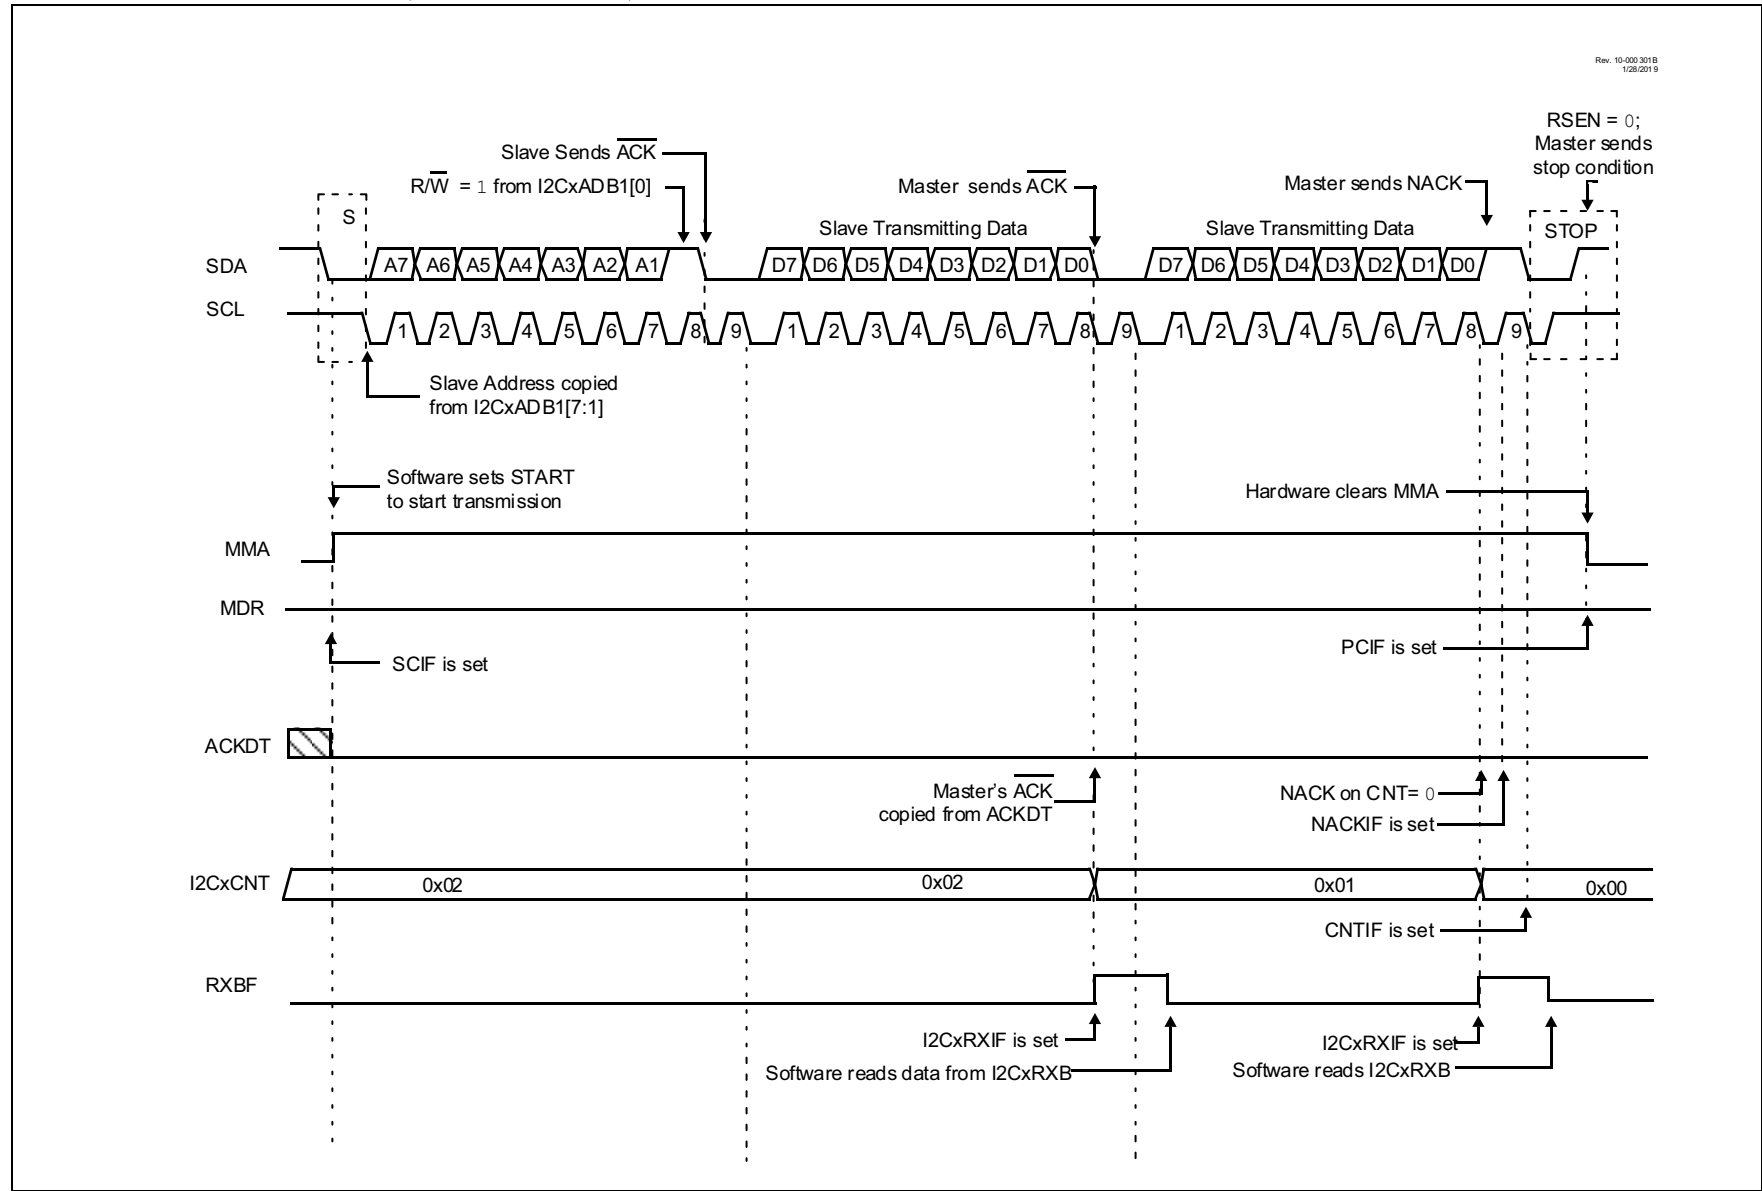 Rev. 10-000 301B
1/28/201 9
RSEN = 0;
Master sends
stop condition
Slave Sends A̅C̅K̅
R/W̅ = 1 from I2CxADB1[0]
Master sends A̅C̅K̅
Master sends NACK
S
Slave Transmitting Data
Slave Transmitting Data
STOP
SDA
A7 A6 A5 A4 A3 A2 A1 D7 D6 D5 D4 D3 D2 D1 D0 D7 D6 D5 D4 D3 D2 D1 D0
SCL
1 2 3 4 5 6 7 8 9 1 2 3 4 5 6 7 8 9 1 2 3 4 5 6 7 8 9
Slave Address copied
from I2CxADB1[7:1]
Software sets START
to start transmission
Hardware clears MMA
MMA
MDR
SCIF is set
PCIF is set
ACKDT
Master's A̅C̅K̅
copied from ACKDT
NACK on CNT= 0
NACKIF is set
I2CxCNT
0x02 0x02 0x01 0x00
CNTIF is set
RXBF
I2CxRXIF is set
Software reads data from I2CxRXB
I2CxRXIF is set
Software reads I2CxRXB